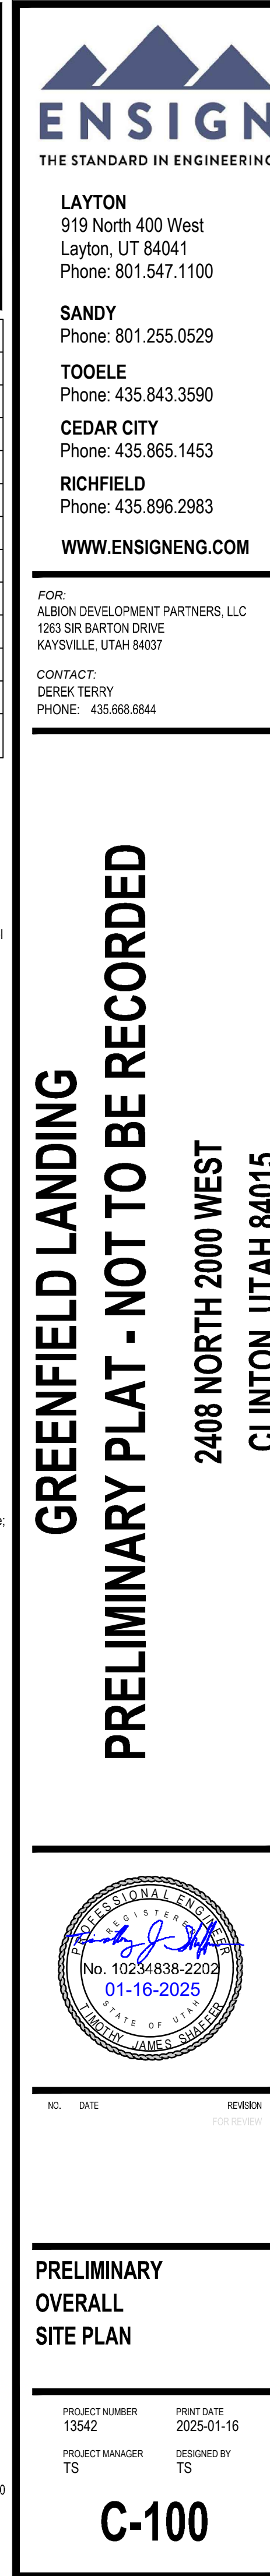 ENSIGN
THE STANDARD IN ENGINEERING
LAYTON
919 North 400 West
Layton, UT 84041
Phone: 801.547.1100
SANDY
Phone: 801.255.0529
TOOELE
Phone: 435.843.3590
CEDAR CITY
Phone: 435.865.1453
RICHFIELD
Phone: 435.896.2983
WWW.ENSIGNENG.COM
FOR:
ALBION DEVELOPMENT PARTNERS, LLC
1263 SIR BARTON DRIVE
KAYSVILLE, UTAH 84037
CONTACT:
DEREK TERRY
PHONE: 435.668.6844
GREENFIELD LANDING
PRELIMINARY PLAT - NOT TO BE RECORDED
2408 NORTH 2000 WEST
CLINTON, UTAH 84015
PROFESSIONAL ENGINEER
REGISTERED
Timothy J Shaffer
No. 10234838-2202
01-16-2025
STATE OF UTAH
TIMOTHY JAMES SHAFFER
NO. DATE REVISION
FOR REVIEW
PRELIMINARY
OVERALL
SITE PLAN
PROJECT NUMBER PRINT DATE
13542 2025-01-16
PROJECT MANAGER DESIGNED BY
TS TS
C-100